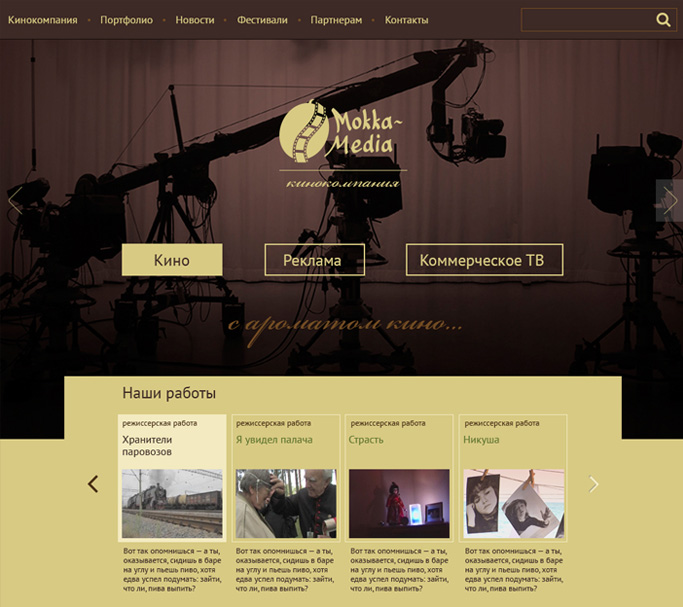 Кинокомпания • Портфолио • Новости • Фестивали • Партнерам • Контакты
Mokka~
Media
кинокомпания
Кино
Реклама
Коммерческое ТВ
с ароматом кино...
Наши работы
режиссерская работа
Хранители
паровозов
Вот так опомнишься — а ты,
оказывается, сидишь в баре
на углу и пьешь пиво, хотя
едва успел подумать: зайти,
что ли, пива выпить?
режиссерская работа
Я увидел палача
Вот так опомнишься — а ты,
оказывается, сидишь в баре
на углу и пьешь пиво, хотя
едва успел подумать: зайти,
что ли, пива выпить?
режиссерская работа
Страсть
Вот так опомнишься — а ты,
оказывается, сидишь в баре
на углу и пьешь пиво, хотя
едва успел подумать: зайти,
что ли, пива выпить?
режиссерская работа
Никуша
Вот так опомнишься — а ты,
оказывается, сидишь в баре
на углу и пьешь пиво, хотя
едва успел подумать: зайти,
что ли, пива выпить?